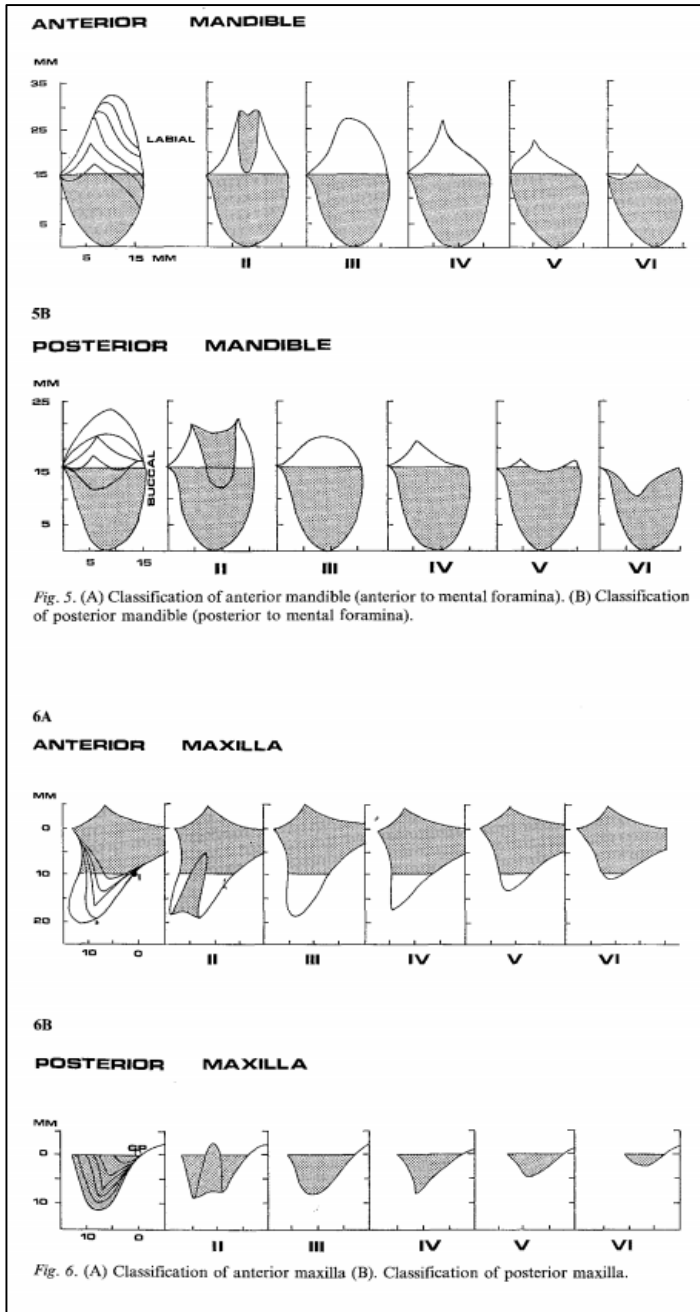 ANTERIOR MANDIBLE
MM
35
25
15
5
LABIAL
5 15 MM
II III IV V VI
5B
POSTERIOR MANDIBLE
MM
25
15
5
BUCCAL
5 15
II III IV V VI
Fig. 5. (A) Classification of anterior mandible (anterior to mental foramina). (B) Classification
of posterior mandible (posterior to mental foramina).
6A
ANTERIOR MAXILLA
MM
0
10
20
10 0
II III IV V VI
6B
POSTERIOR MAXILLA
MM
GP
0
10
10 0
II III IV V VI
Fig. 6. (A) Classification of anterior maxilla (B). Classification of posterior maxilla.